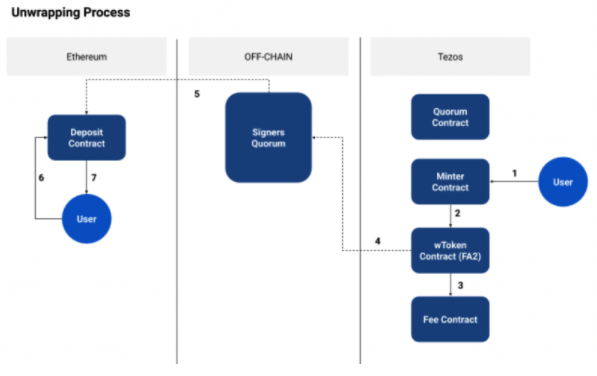 Unwrapping Process
Ethereum
OFF-CHAIN
Tezos
5
Deposit
Contract
Signers
Quorum
Quorum
Contract
6
7
Minter
Contract
1
User
User
2
4
wToken
Contract (FA2)
3
Fee Contract